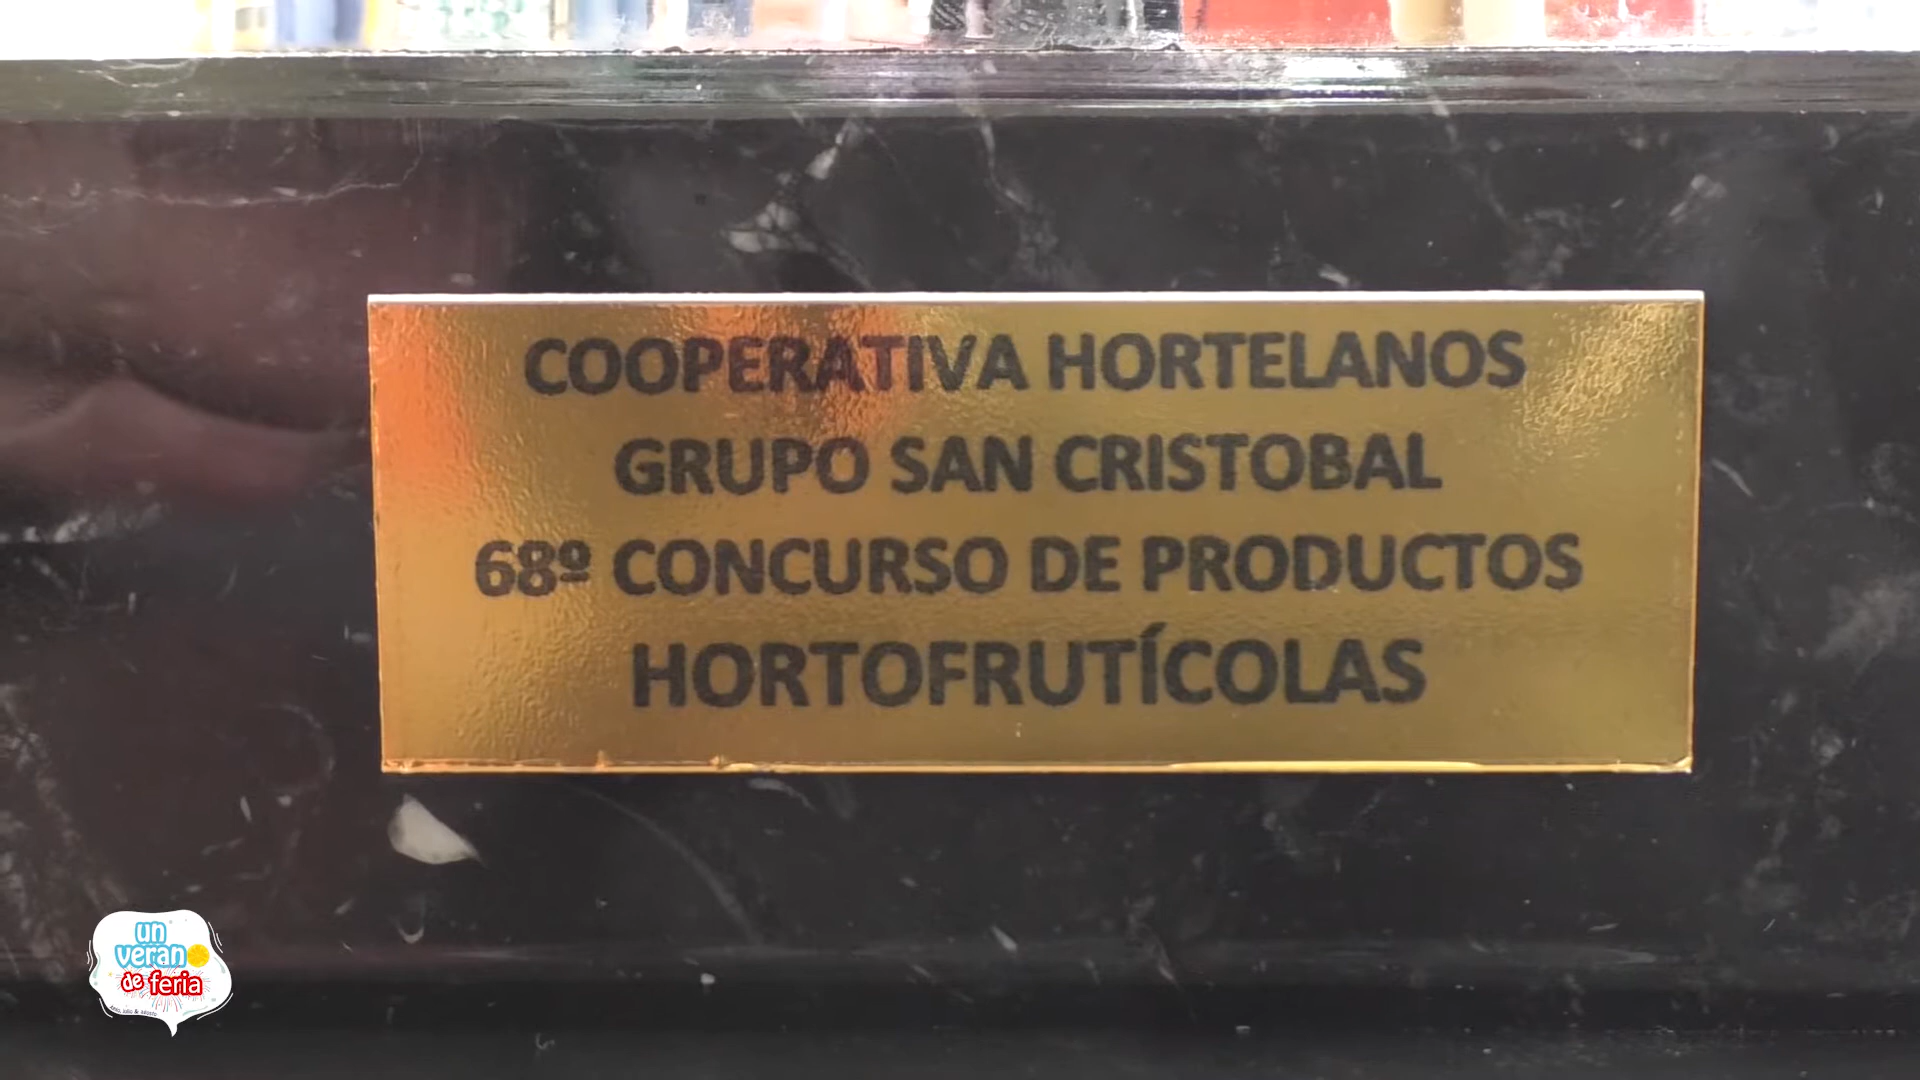 COOPERATIVA HORTELANOS
GRUPO SAN CRISTOBAL
68º CONCURSO DE PRODUCTOS
HORTOFRUTÍCOLAS
un
verano
de feria